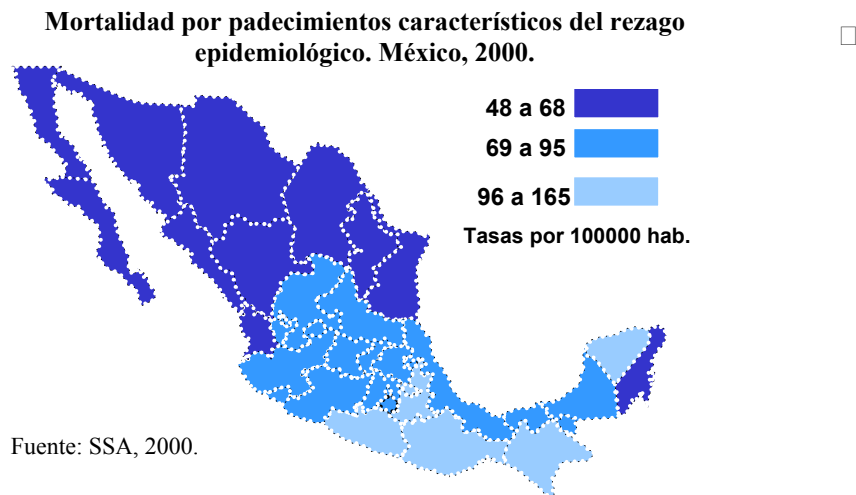 Mortalidad por padecimientos característicos del rezago
epidemiológico. México, 2000.
48 a 68
69 a 95
96 a 165
Tasas por 100000 hab.
Fuente: SSA, 2000.